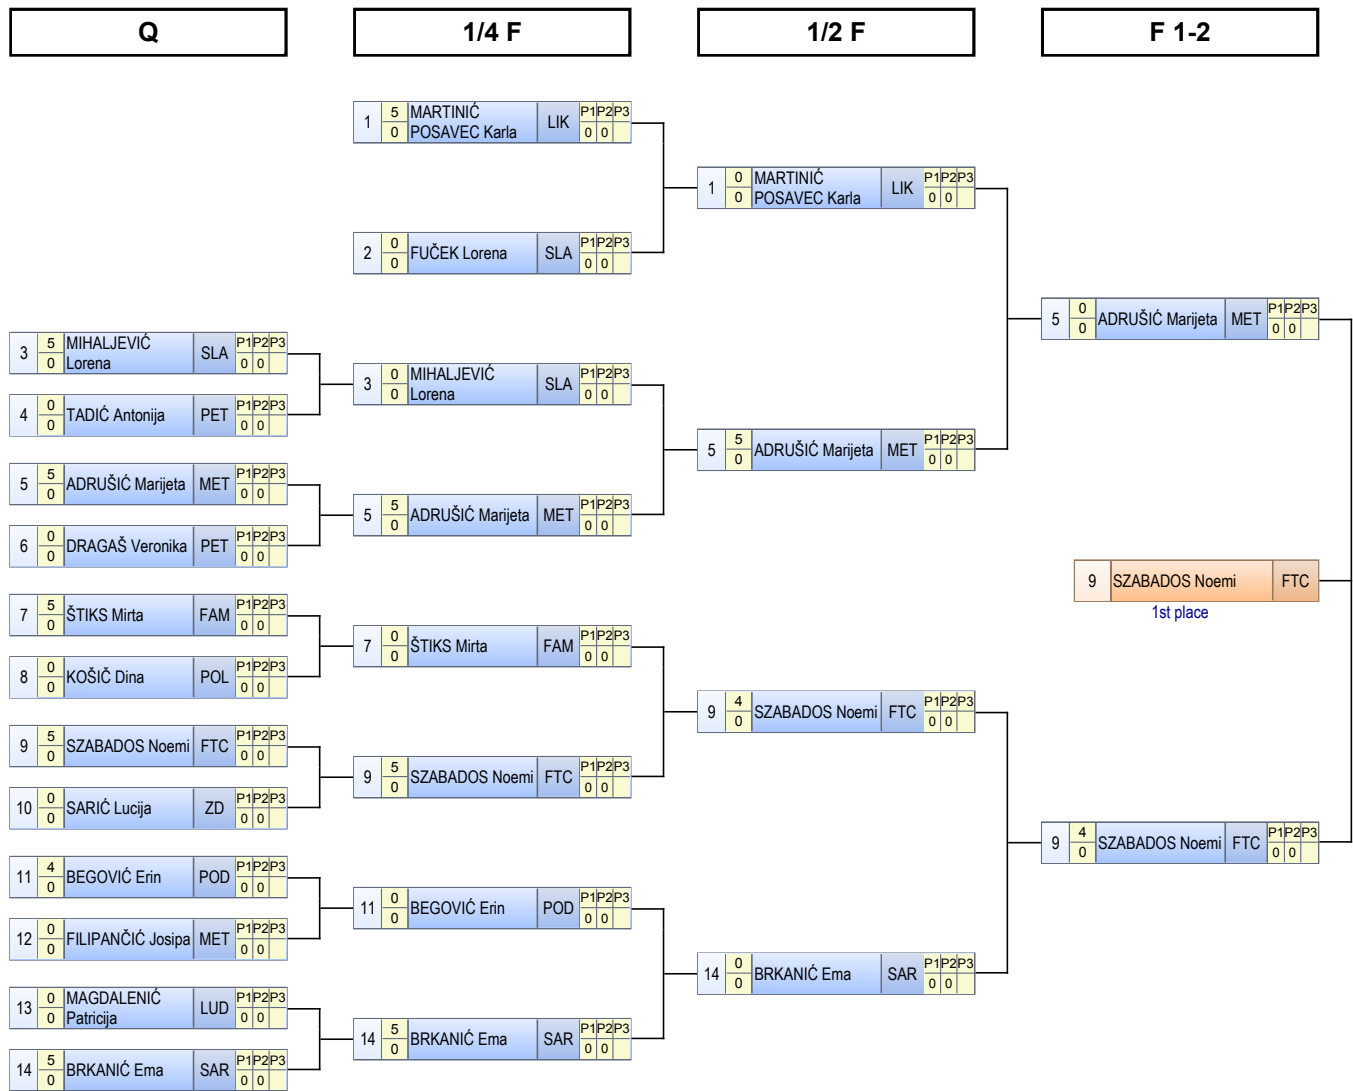 Q
1/4 F
1/2 F
F 1-2
1 5 MARTINIĆ LIK P1 P2 P3
0 POSAVEC Karla 0 0
2 0 FUČEK Lorena SLA P1 P2 P3
0 0 0
3 5 MIHALJEVIĆ SLA P1 P2 P3
0 Lorena 0 0
4 0 TADIĆ Antonija PET P1 P2 P3
0 0 0
5 5 ADRUŠIĆ Marijeta MET P1 P2 P3
0 0 0
6 0 DRAGAŠ Veronika PET P1 P2 P3
0 0 0
7 5 ŠTIKS Mirta FAM P1 P2 P3
0 0 0
8 0 KOŠIČ Dina POL P1 P2 P3
0 0 0
9 5 SZABADOS Noemi FTC P1 P2 P3
0 0 0
10 0 SARIĆ Lucija ZD P1 P2 P3
0 0 0
11 4 BEGOVIĆ Erin POD P1 P2 P3
0 0 0
12 0 FILIPANČIĆ Josipa MET P1 P2 P3
0 0 0
13 0 MAGDALENIĆ LUD P1 P2 P3
0 Patricija 0 0
14 5 BRKANIĆ Ema SAR P1 P2 P3
0 0 0
3 0 MIHALJEVIĆ SLA P1 P2 P3
0 Lorena 0 0
5 5 ADRUŠIĆ Marijeta MET P1 P2 P3
0 0 0
7 0 ŠTIKS Mirta FAM P1 P2 P3
0 0 0
9 5 SZABADOS Noemi FTC P1 P2 P3
0 0 0
11 0 BEGOVIĆ Erin POD P1 P2 P3
0 0 0
14 5 BRKANIĆ Ema SAR P1 P2 P3
0 0 0
1 0 MARTINIĆ LIK P1 P2 P3
0 POSAVEC Karla 0 0
5 5 ADRUŠIĆ Marijeta MET P1 P2 P3
0 0 0
9 4 SZABADOS Noemi FTC P1 P2 P3
0 0 0
14 0 BRKANIĆ Ema SAR P1 P2 P3
0 0 0
5 0 ADRUŠIĆ Marijeta MET P1 P2 P3
0 0 0
9 SZABADOS Noemi FTC
1st place
9 4 SZABADOS Noemi FTC P1 P2 P3
0 0 0